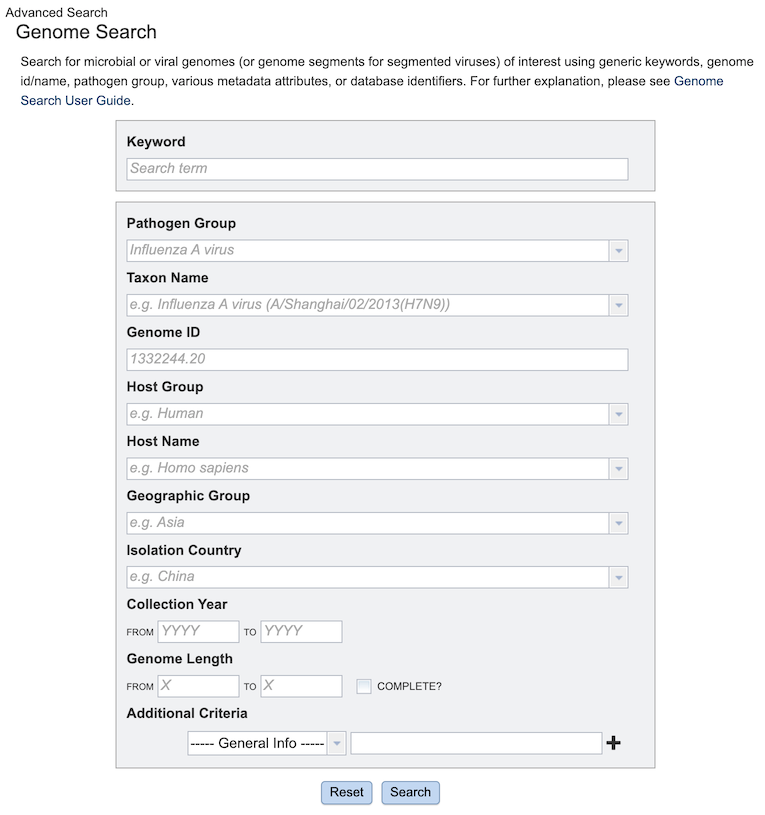 Advanced Search
Genome Search
Search for microbial or viral genomes (or genome segments for segmented viruses) of interest using generic keywords, genome
id/name, pathogen group, various metadata attributes, or database identifiers. For further explanation, please see Genome
Search User Guide.
Keyword
Search term
Pathogen Group
Influenza A virus
Taxon Name
e.g. Influenza A virus (A/Shanghai/02/2013(H7N9))
Genome ID
1332244.20
Host Group
e.g. Human
Host Name
e.g. Homo sapiens
Geographic Group
e.g. Asia
Isolation Country
e.g. China
Collection Year
FROM YYYY TO YYYY
Genome Length
FROM X TO X COMPLETE?
Additional Criteria
----- General Info -----
Reset Search